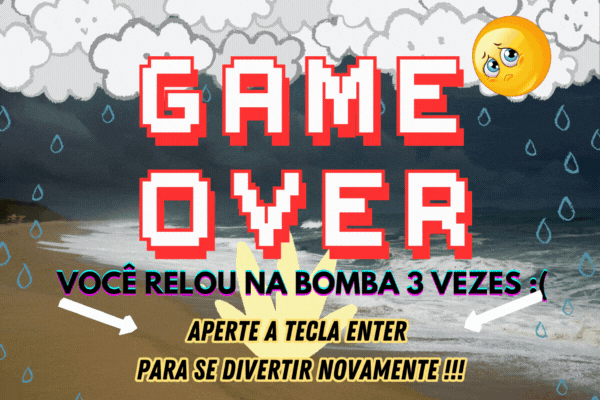 GAME
OVER
VOCÊ RELOU NA BOMBA 3 VEZES :(
APERTE A TECLA ENTER
PARA SE DIVERTIR NOVAMENTE !!!